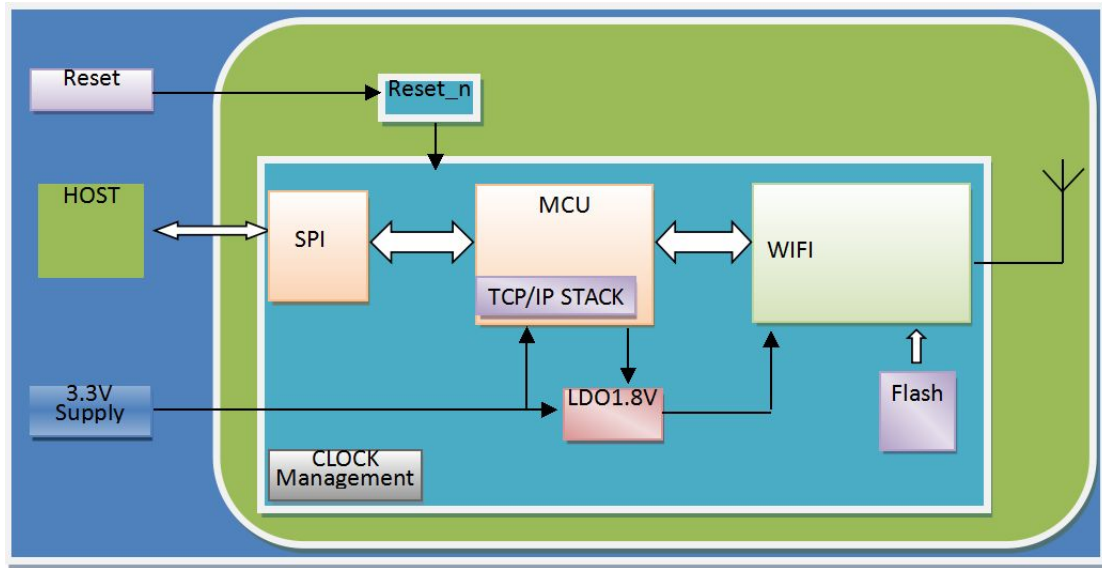 Reset
Reset_n
HOST
SPI
MCU
WIFI
TCP/IP STACK
3.3V
Supply
LDO1.8V
Flash
CLOCK
Management